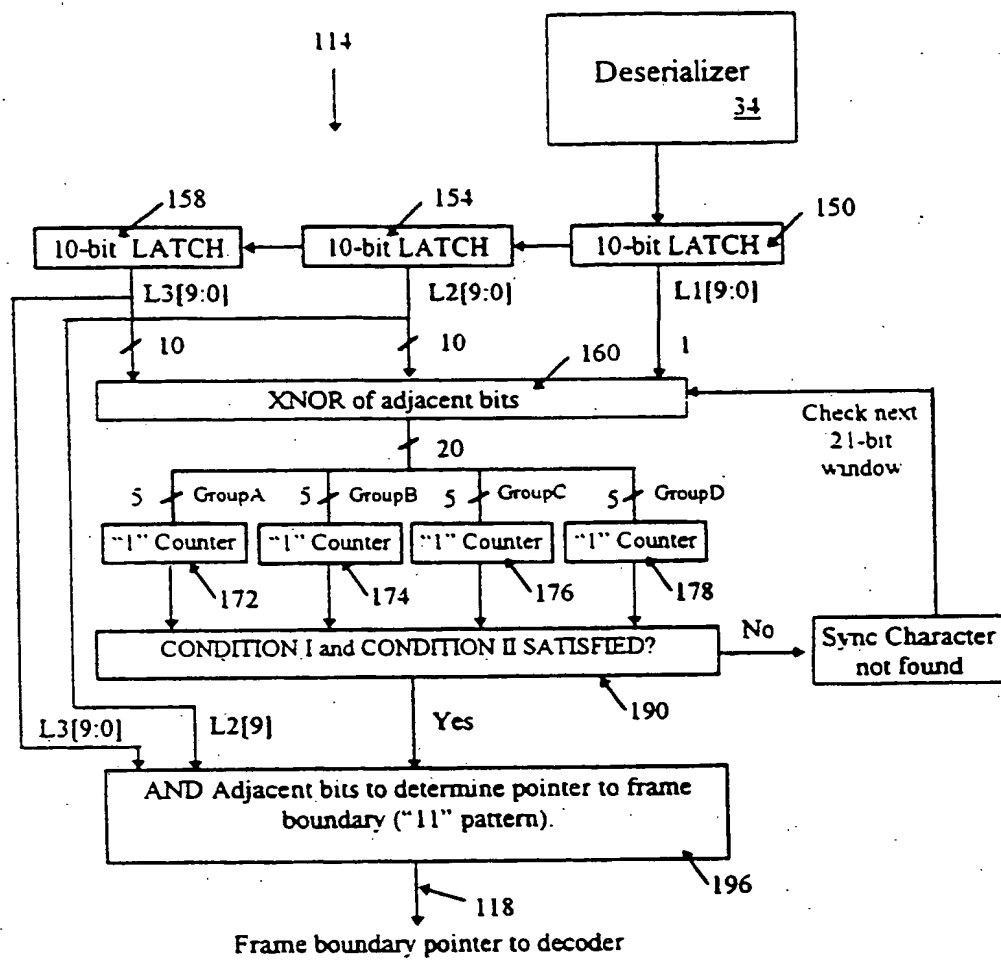 114
Deserializer
34
158
154
150
10-bit LATCH
10-bit LATCH
10-bit LATCH
L3[9:0]
L2[9:0]
L1[9:0]
10
10
1
160
XNOR of adjacent bits
Check next
21-bit
window
20
5
GroupA
5
GroupB
5
GroupC
5
GroupD
"1" Counter
"1" Counter
"1" Counter
"1" Counter
172
174
176
178
CONDITION I and CONDITION II SATISFIED?
No
Sync Character
not found
190
L3[9:0]
L2[9]
Yes
AND Adjacent bits to determine pointer to frame
boundary ("11" pattern).
196
118
Frame boundary pointer to decoder